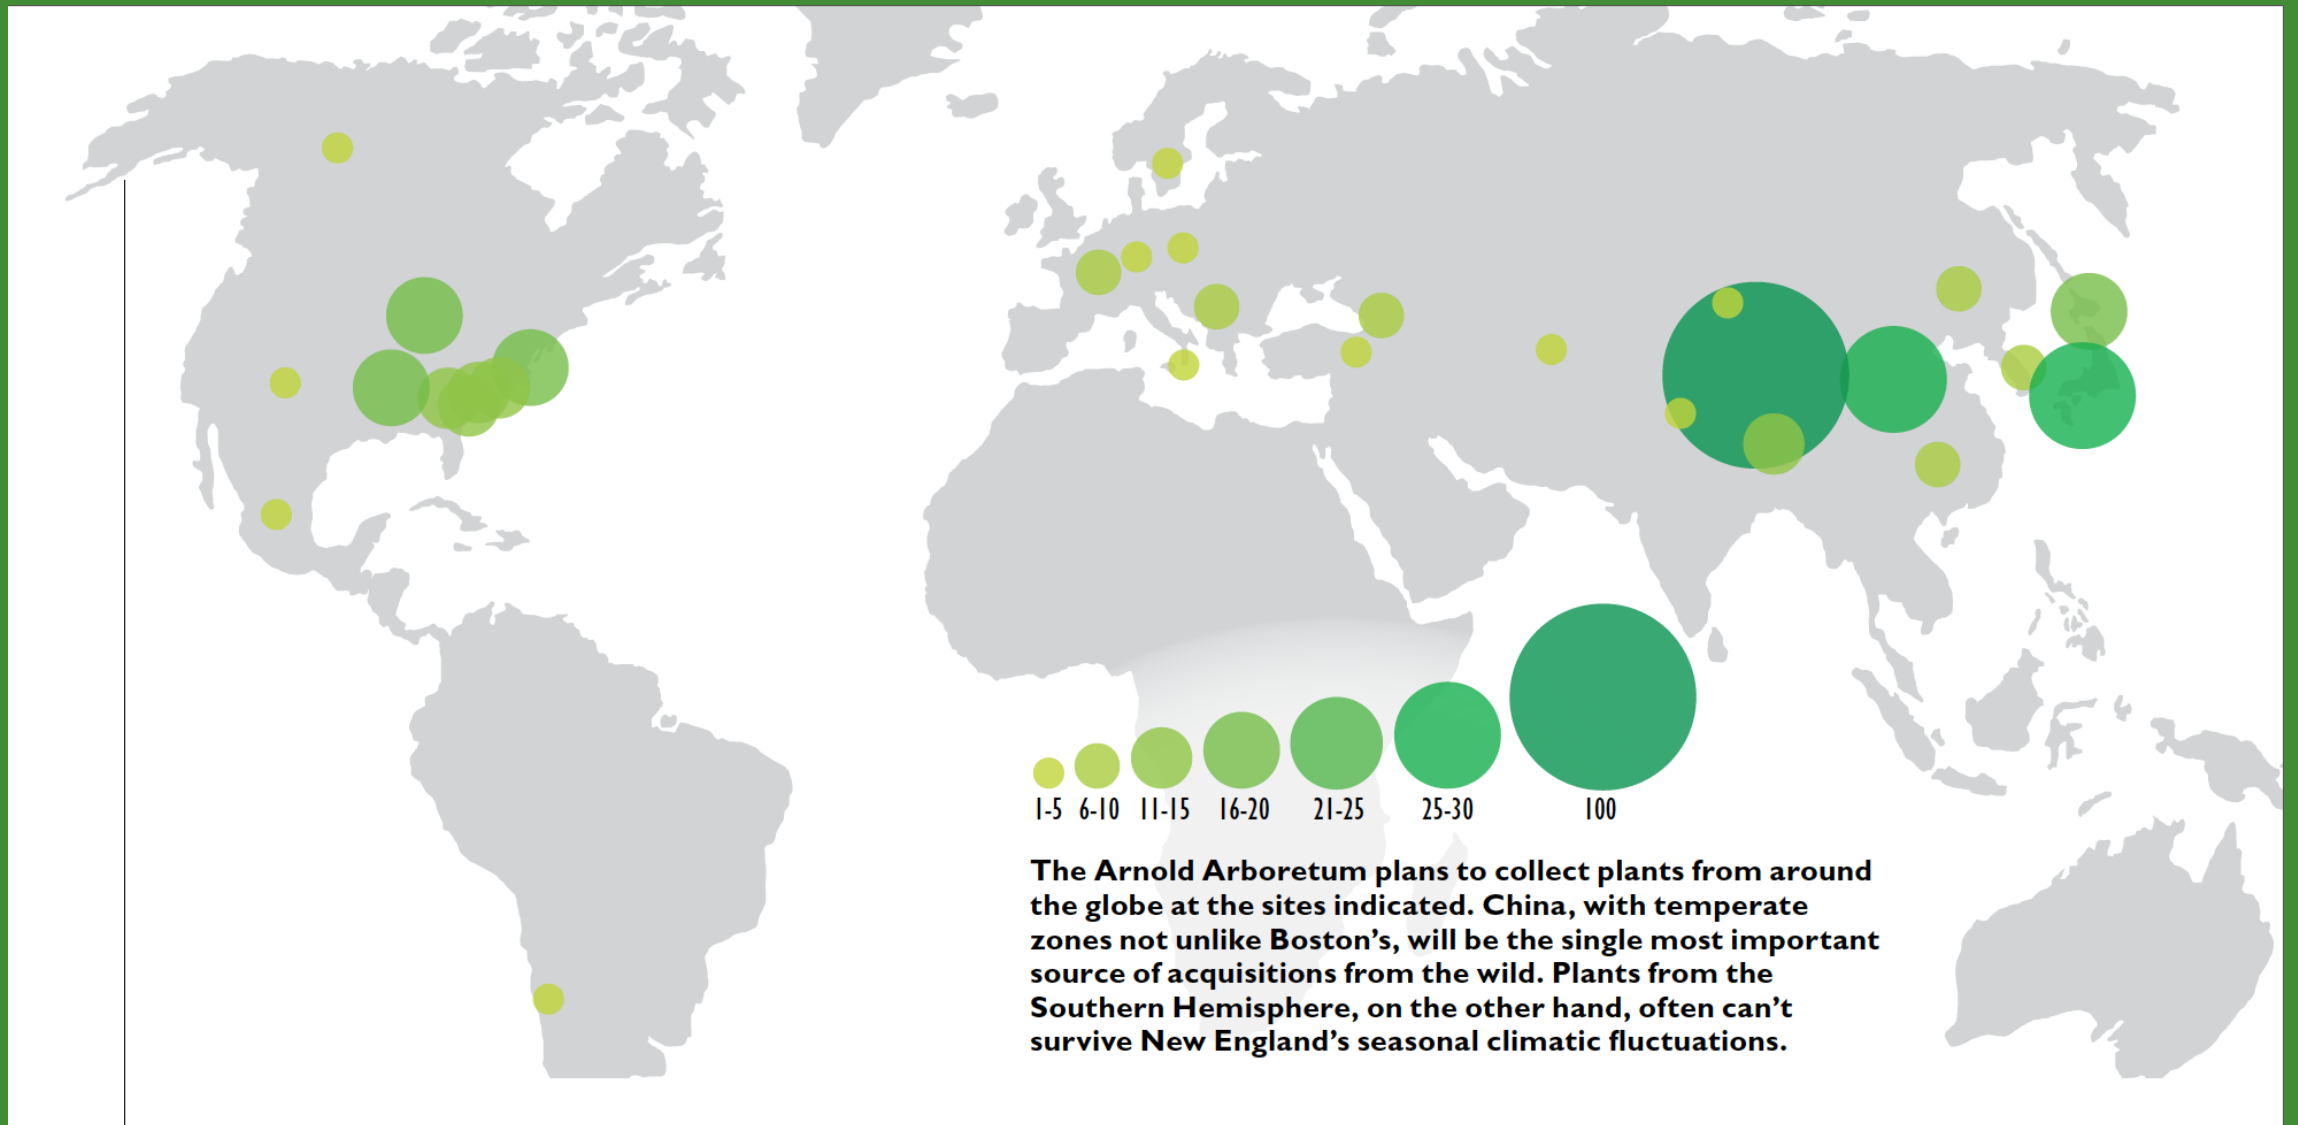 1-5 6-10 11-15 16-20 21-25 25-30 100
The Arnold Arboretum plans to collect plants from around
the globe at the sites indicated. China, with temperate
zones not unlike Boston’s, will be the single most important
source of acquisitions from the wild. Plants from the
Southern Hemisphere, on the other hand, often can’t
survive New England’s seasonal climatic fluctuations.